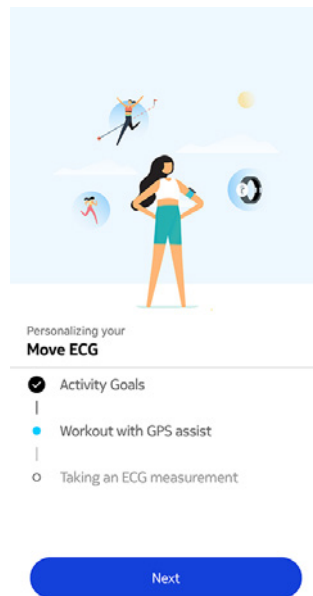 Personalizing your
Move ECG
Activity Goals
Workout with GPS assist
Taking an ECG measurement
Next